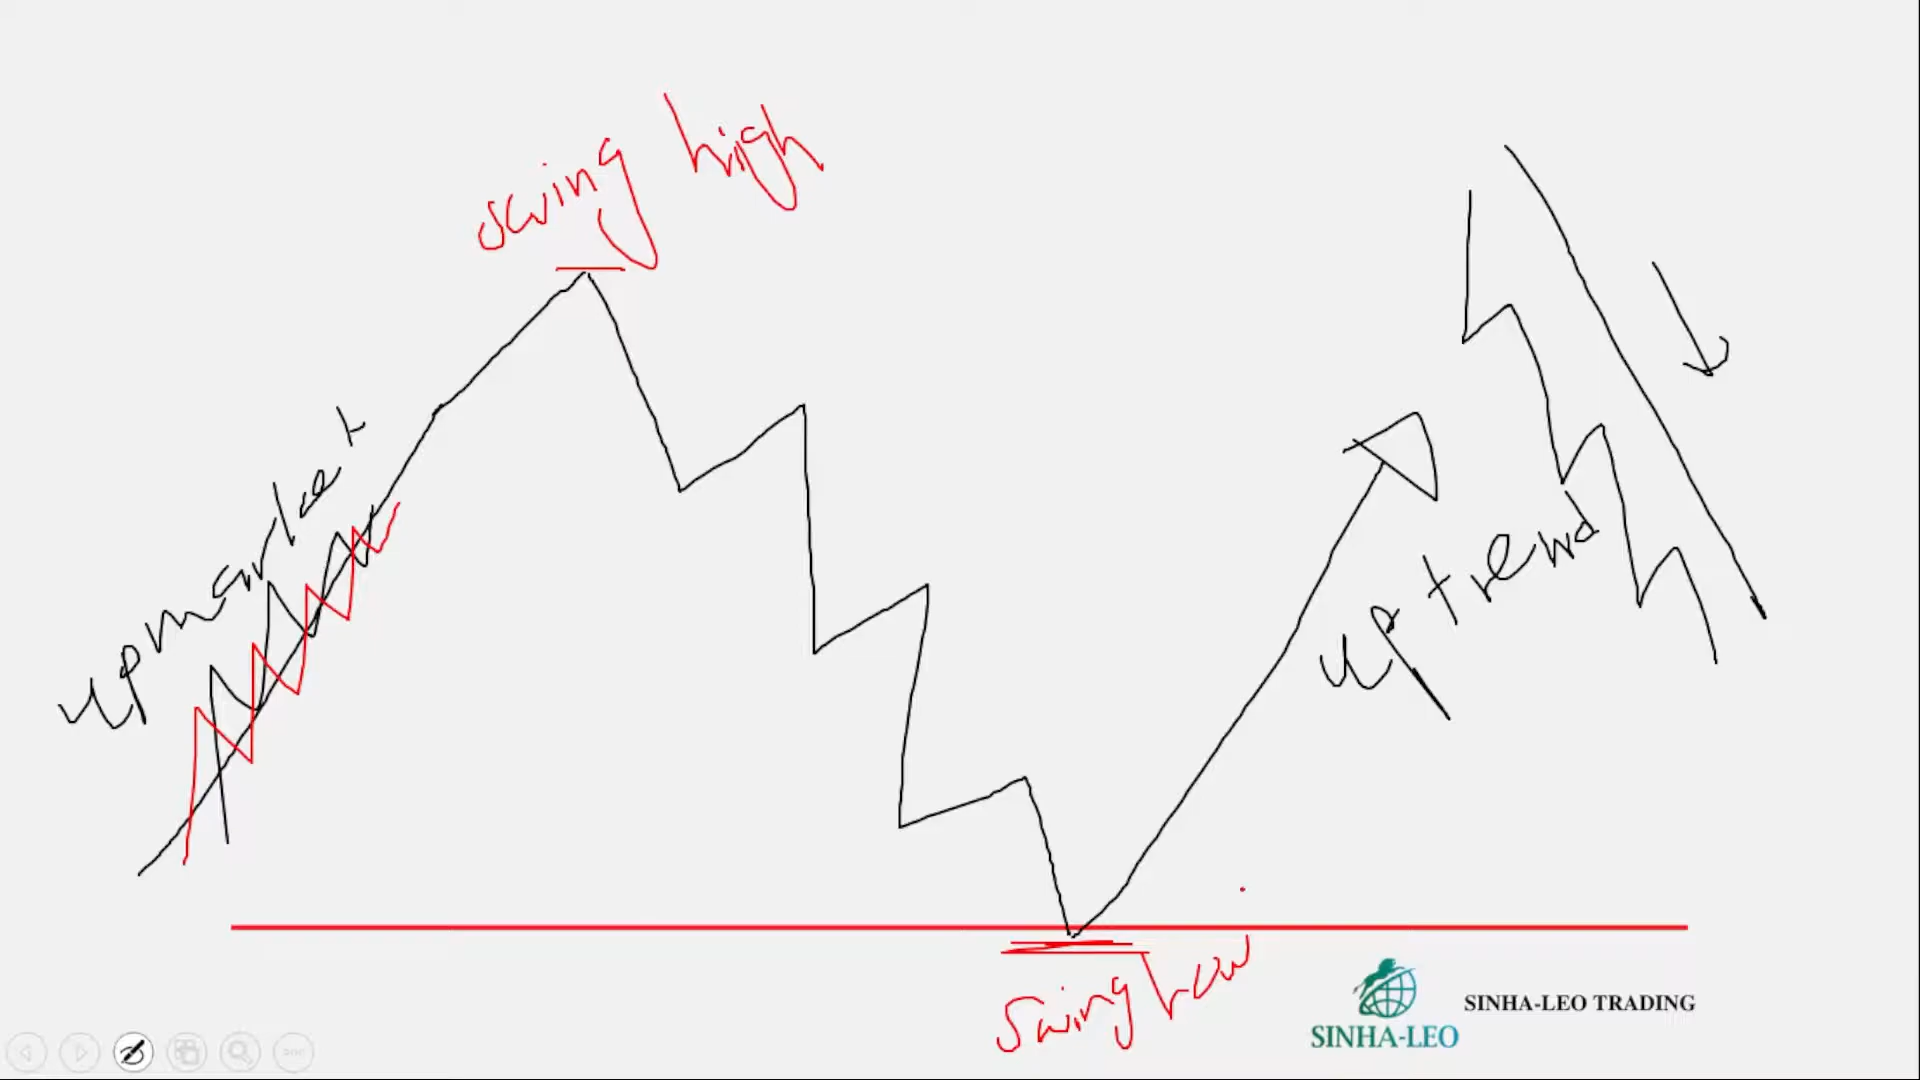 swing high
up market
up trend
swing Low
SINHA-LEO
SINHA-LEO TRADING